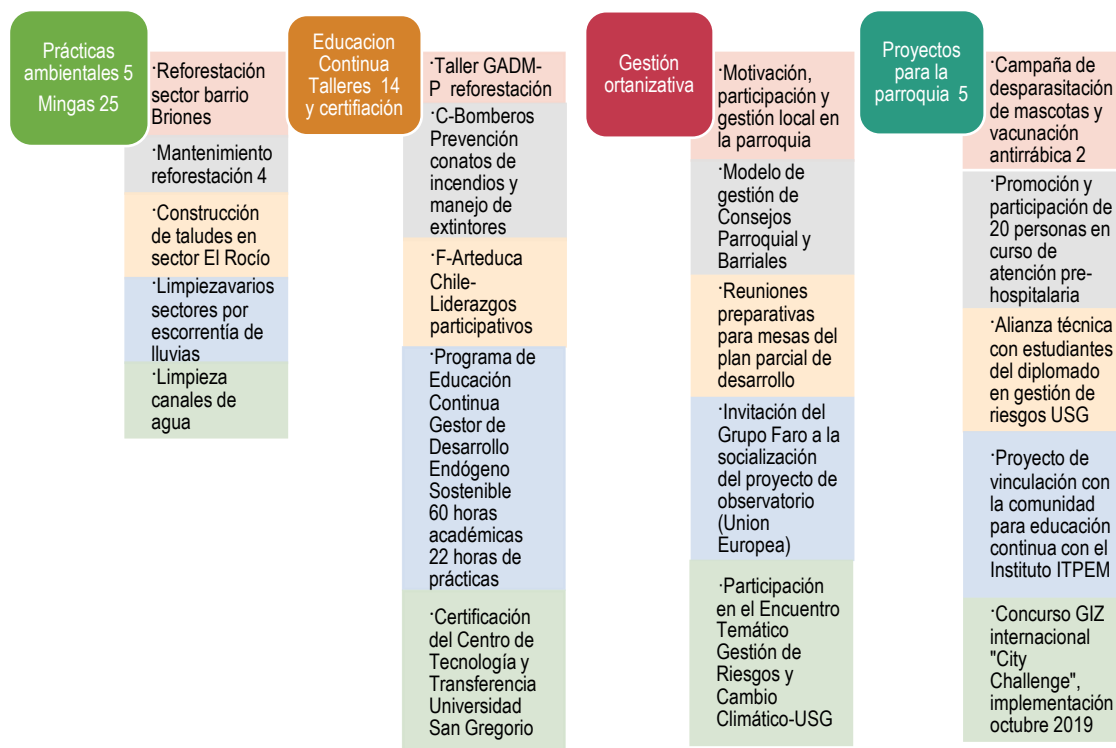 Prácticas
ambientales 5
Mingas 25
·Reforestación
sector barrio
Briones
·Mantenimiento
reforestación 4
·Construcción
de taludes en
sector El Rocío
·Limpiezavarios
sectores por
escorrentía de
lluvias
·Limpieza
canales de
agua
Educacion
Continua
Talleres 14
y certifiación
·Taller GADM-
P reforestación
·C-Bomberos
Prevención
conatos de
incendios y
manejo de
extintores
·F-Arteduca
Chile-
Liderazgos
participativos
·Programa de
Educación
Continua
Gestor de
Desarrollo
Endógeno
Sostenible
60 horas
académicas
22 horas de
prácticas
·Certificación
del Centro de
Tecnología y
Transferencia
Universidad
San Gregorio
Gestión
ortanizativa
·Motivación,
participación y
gestión local en
la parroquia
·Modelo de
gestión de
Consejos
Parroquial y
Barriales
·Reuniones
preparativas
para mesas del
plan parcial de
desarrollo
·Invitación del
Grupo Faro a la
socialización
del proyecto de
observatorio
(Union
Europea)
·Participación
en el Encuentro
Temático
Gestión de
Riesgos y
Cambio
Climático-USG
Proyectos
para la
parroquia 5
·Campaña de
desparasitación
de mascotas y
vacunación
antirrábica 2
·Promoción y
participación de
20 personas en
curso de
atención pre-
hospitalaria
·Alianza técnica
con estudiantes
del diplomado
en gestión de
riesgos USG
·Proyecto de
vinculación con
la comunidad
para educación
continua con el
Instituto ITPEM
·Concurso GIZ
internacional
"City
Challenge",
implementación
octubre 2019